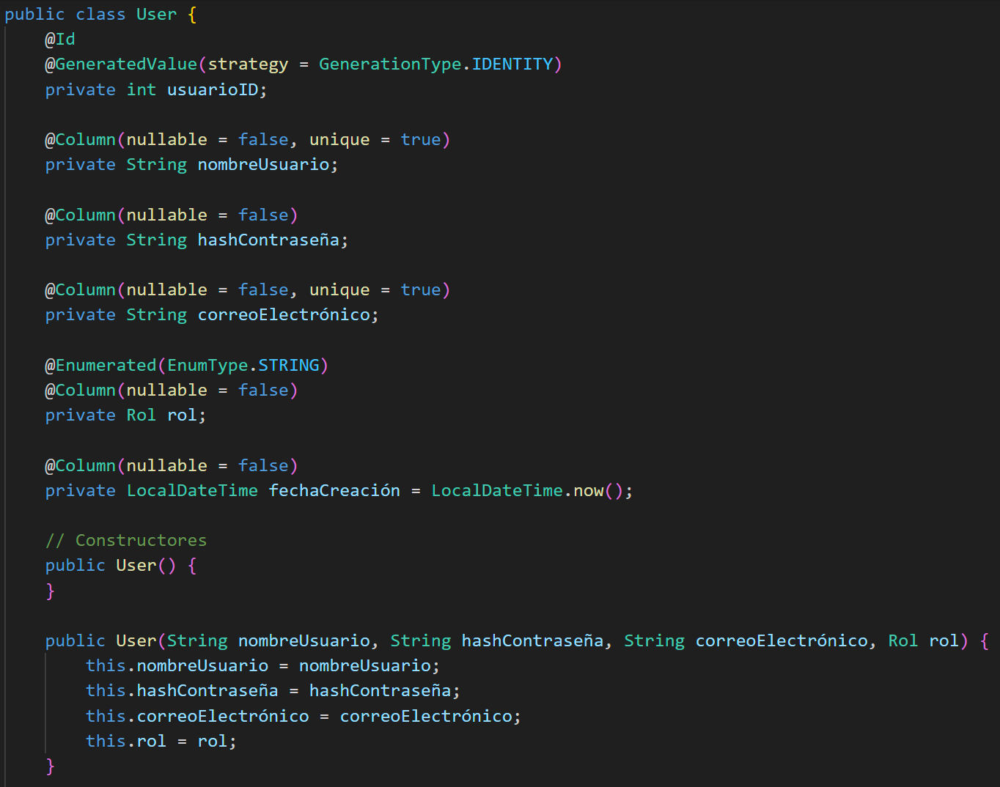 public class User {
@Id
@GeneratedValue(strategy = GenerationType.IDENTITY)
private int usuarioID;
@Column(nullable = false, unique = true)
private String nombreUsuario;
@Column(nullable = false)
private String hashContraseña;
@Column(nullable = false, unique = true)
private String correoElectrónico;
@Enumerated(EnumType.STRING)
@Column(nullable = false)
private Rol rol;
@Column(nullable = false)
private LocalDateTime fechaCreación = LocalDateTime.now();
// Constructores
public User() {
}
public User(String nombreUsuario, String hashContraseña, String correoElectrónico, Rol rol) {
this.nombreUsuario = nombreUsuario;
this.hashContraseña = hashContraseña;
this.correoElectrónico = correoElectrónico;
this.rol = rol;
}